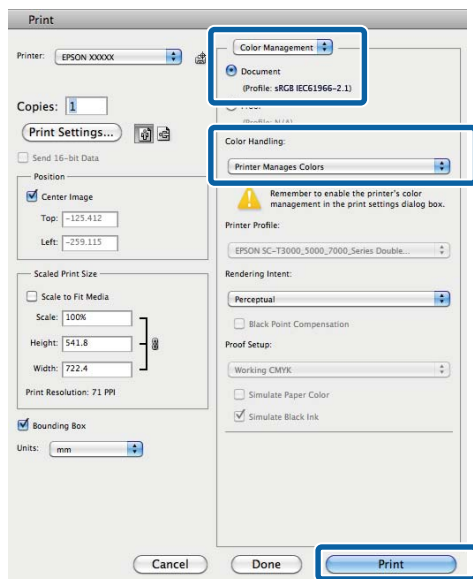 Print
Printer: EPSON XXXXX
Copies: 1
Print Settings...
Send 16-bit Data
Position
Center Image
Top: -125.412
Left: -259.115
Scaled Print Size
Scale to Fit Media
Scale: 100%
Height: 541.8
Width: 722.4
Print Resolution: 71 PPI
Bounding Box
Units: mm
Color Management
Document
(Profile: sRGB IEC61966-2.1)
Color Handling:
Printer Manages Colors
Remember to enable the printer's color
management in the print settings dialog box.
Printer Profile:
EPSON SC-T3000_5000_7000_Series Double...
Rendering Intent:
Perceptual
Black Point Compensation
Proof Setup:
Working CMYK
Simulate Paper Color
Simulate Black Ink
Cancel
Done
Print